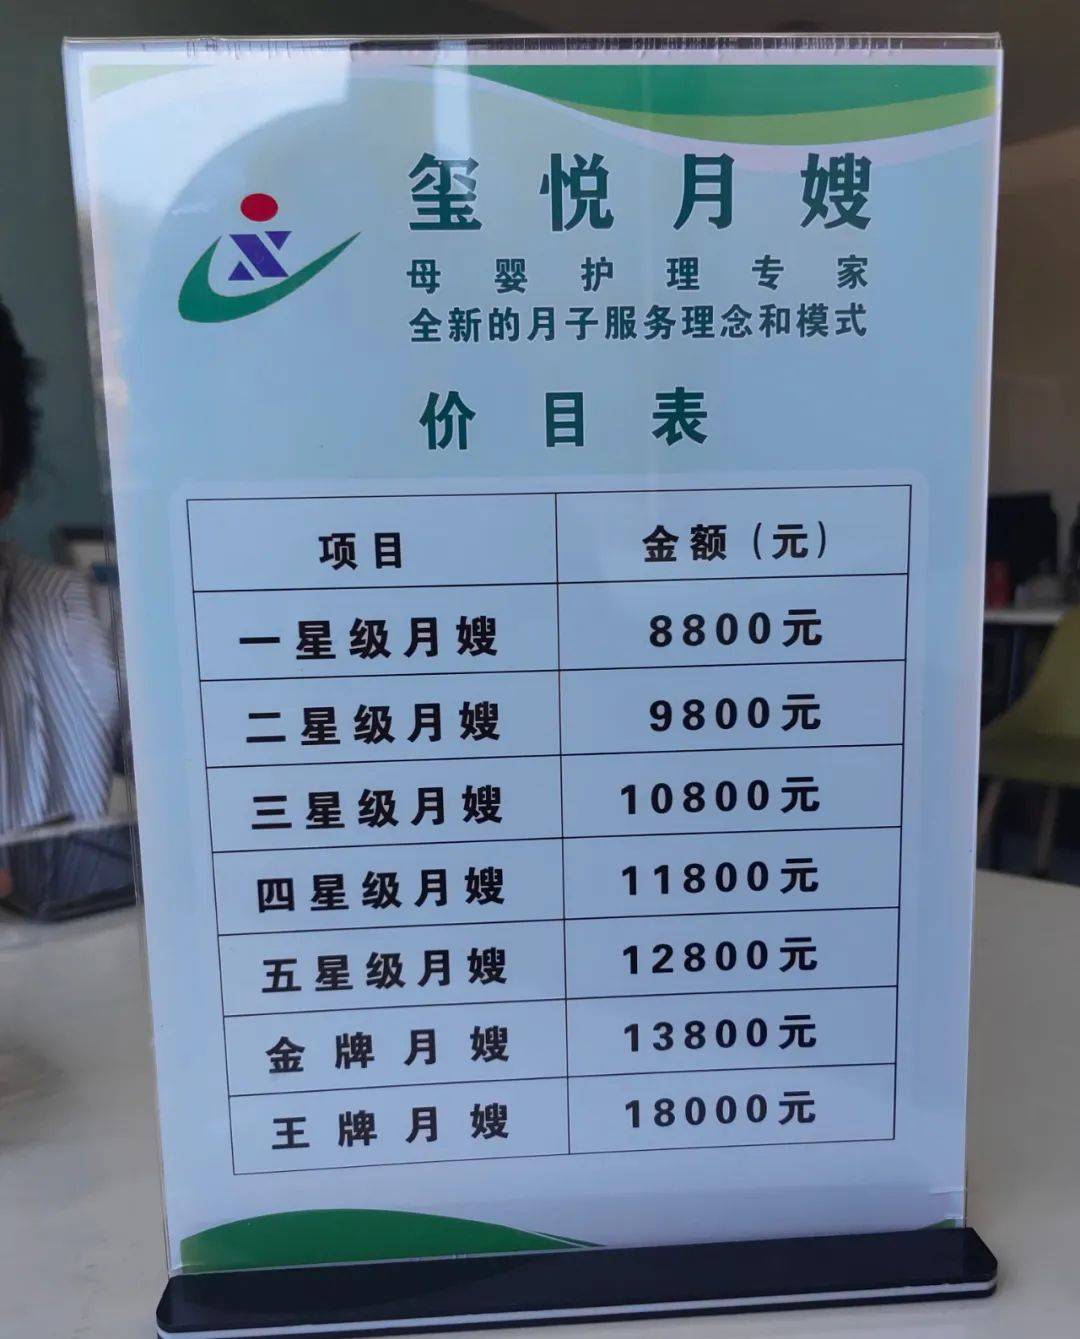 玺悦月嫂
母婴护理专家
全新的月子服务理念和模式
价目表
项目 金额(元)
一星级月嫂 8800元
二星级月嫂 9800元
三星级月嫂 10800元
四星级月嫂 11800元
五星级月嫂 12800元
金牌月嫂 13800元
王牌月嫂 18000元